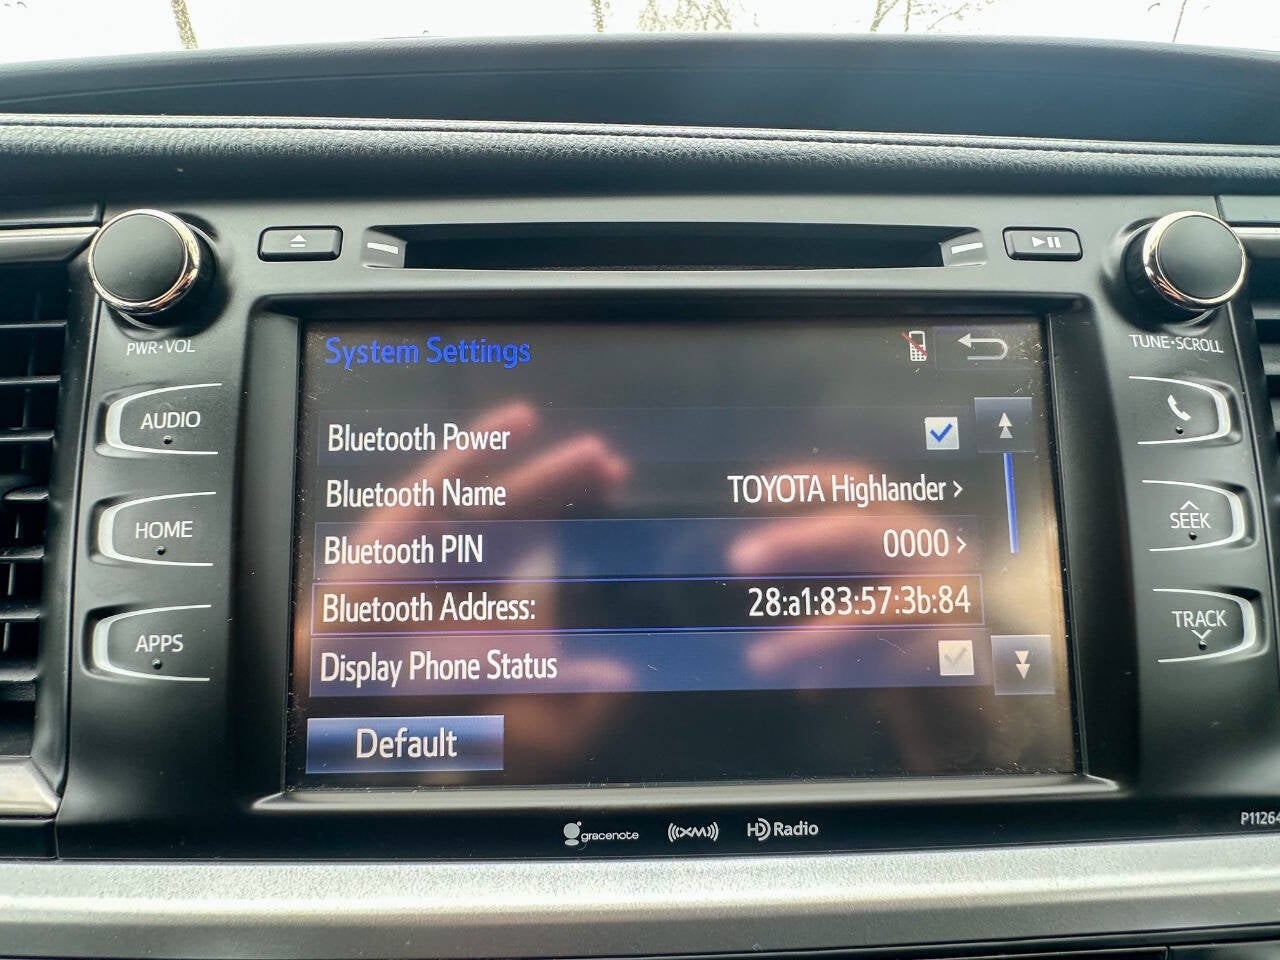 PWR•VOL
TUNE•SCROLL
AUDIO
HOME
APPS
SEEK
TRACK
System Settings
Bluetooth Power
Bluetooth Name TOYOTA Highlander >
Bluetooth PIN 0000 >
Bluetooth Address: 28:a1:83:57:3b:84
Display Phone Status
Default
gracenote ((XM)) HD Radio
P11264